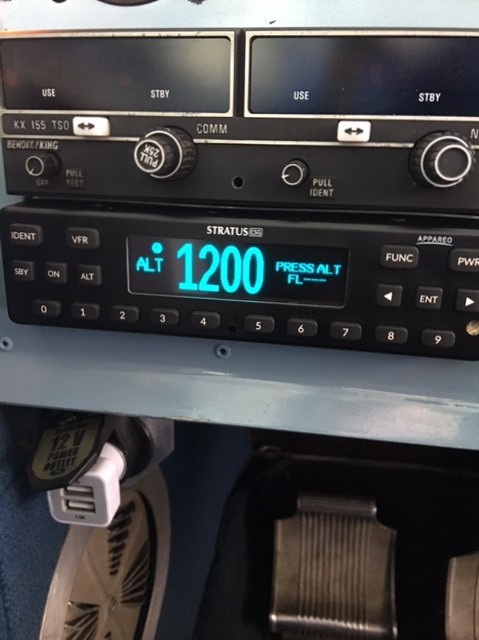 USE STBY USE STBY
KX 155 TSO COMM
BENDIX/KING
OFF PULL TEST PULL 25K PULL IDENT
STRATUS ESG
APPAREO
IDENT VFR FUNC PWR
ALT 1200 PRESS ALT
FL---
SBY ON ALT ENT
0 1 2 3 4 5 6 7 8 9
12 V
POWER
OUTLET